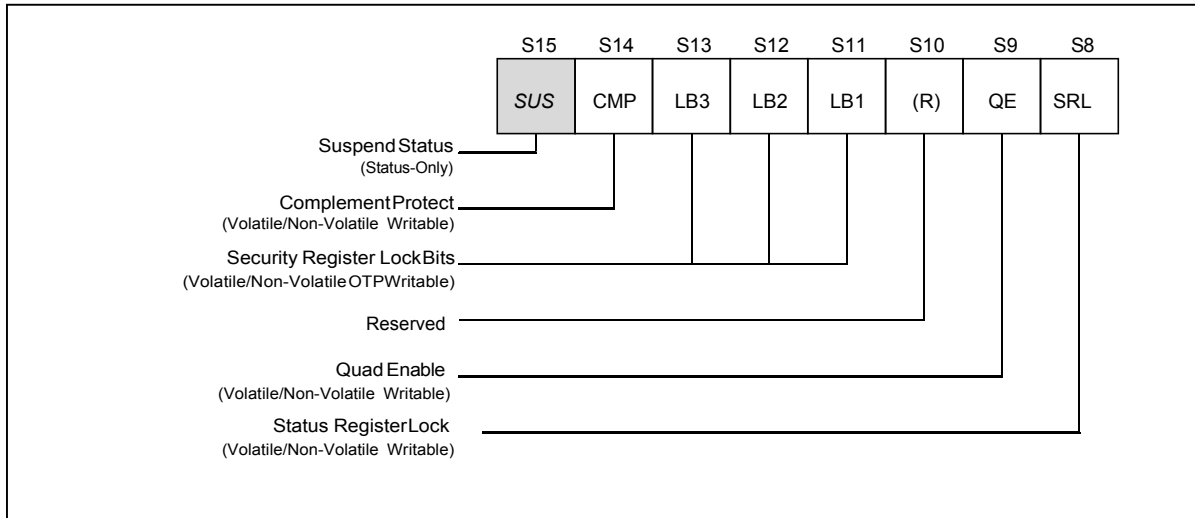 S15 S14 S13 S12 S11 S10 S9 S8
SUS CMP LB3 LB2 LB1 (R) QE SRL
Suspend Status
(Status-Only)
Complement Protect
(Volatile/Non-Volatile Writable)
Security Register Lock Bits
(Volatile/Non-Volatile OTP Writable)
Reserved
Quad Enable
(Volatile/Non-Volatile Writable)
Status Register Lock
(Volatile/Non-Volatile Writable)